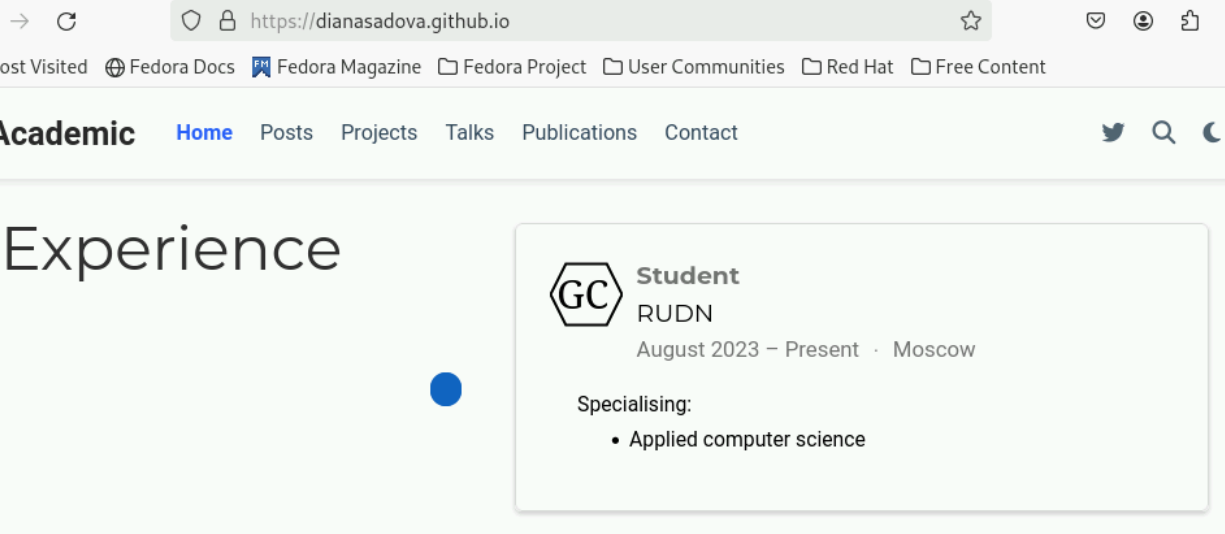 https://dianasadova.github.io
ost Visited Fedora Docs FM Fedora Magazine Fedora Project User Communities Red Hat Free Content
Academic Home Posts Projects Talks Publications Contact
Experience
GC
Student
RUDN
August 2023 – Present · Moscow
Specialising:
• Applied computer science